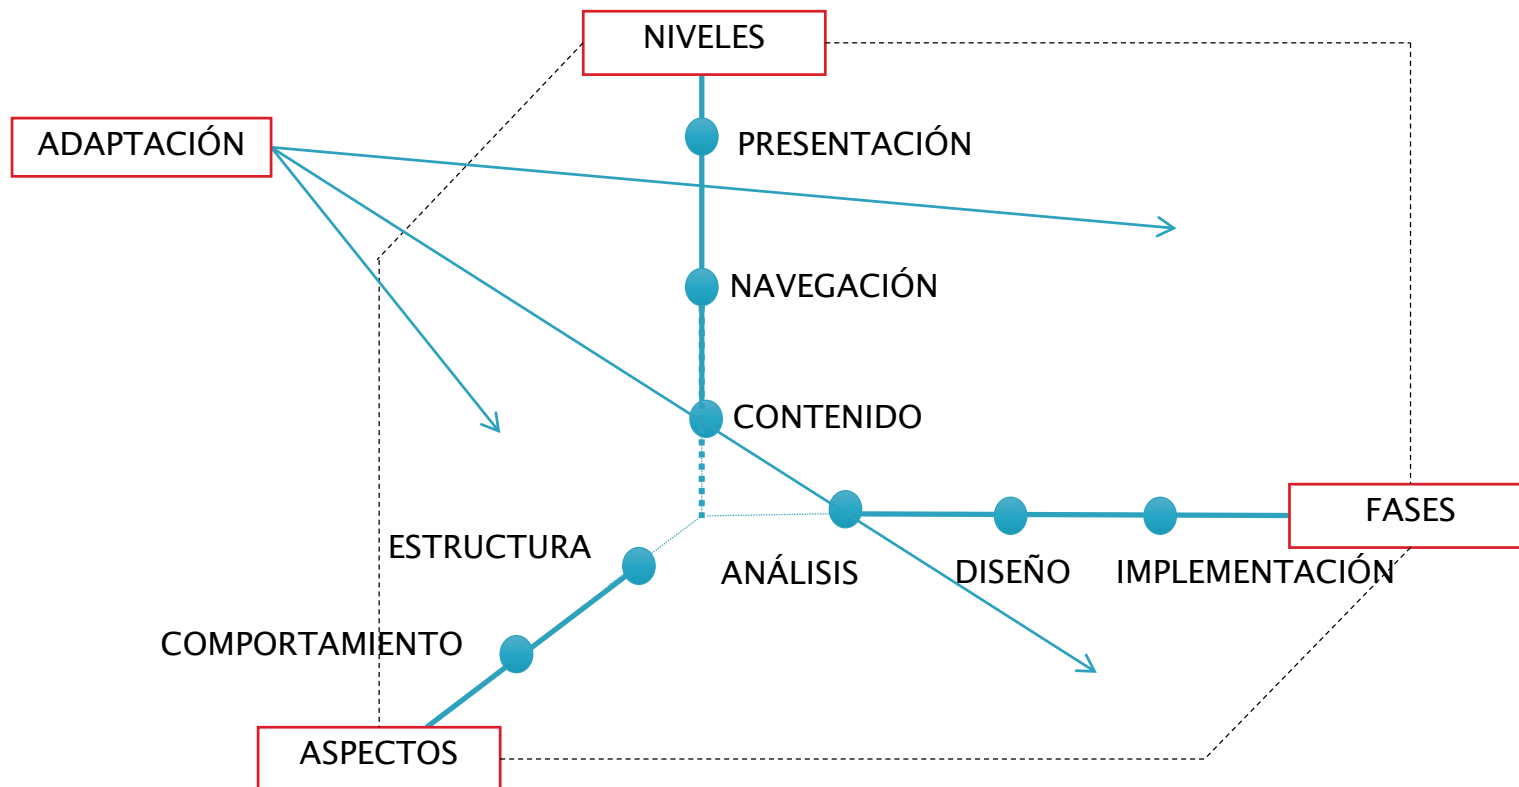 NIVELES
ADAPTACIÓN
PRESENTACIÓN
NAVEGACIÓN
CONTENIDO
FASES
ESTRUCTURA
ANÁLISIS
DISEÑO
IMPLEMENTACIÓN
COMPORTAMIENTO
ASPECTOS